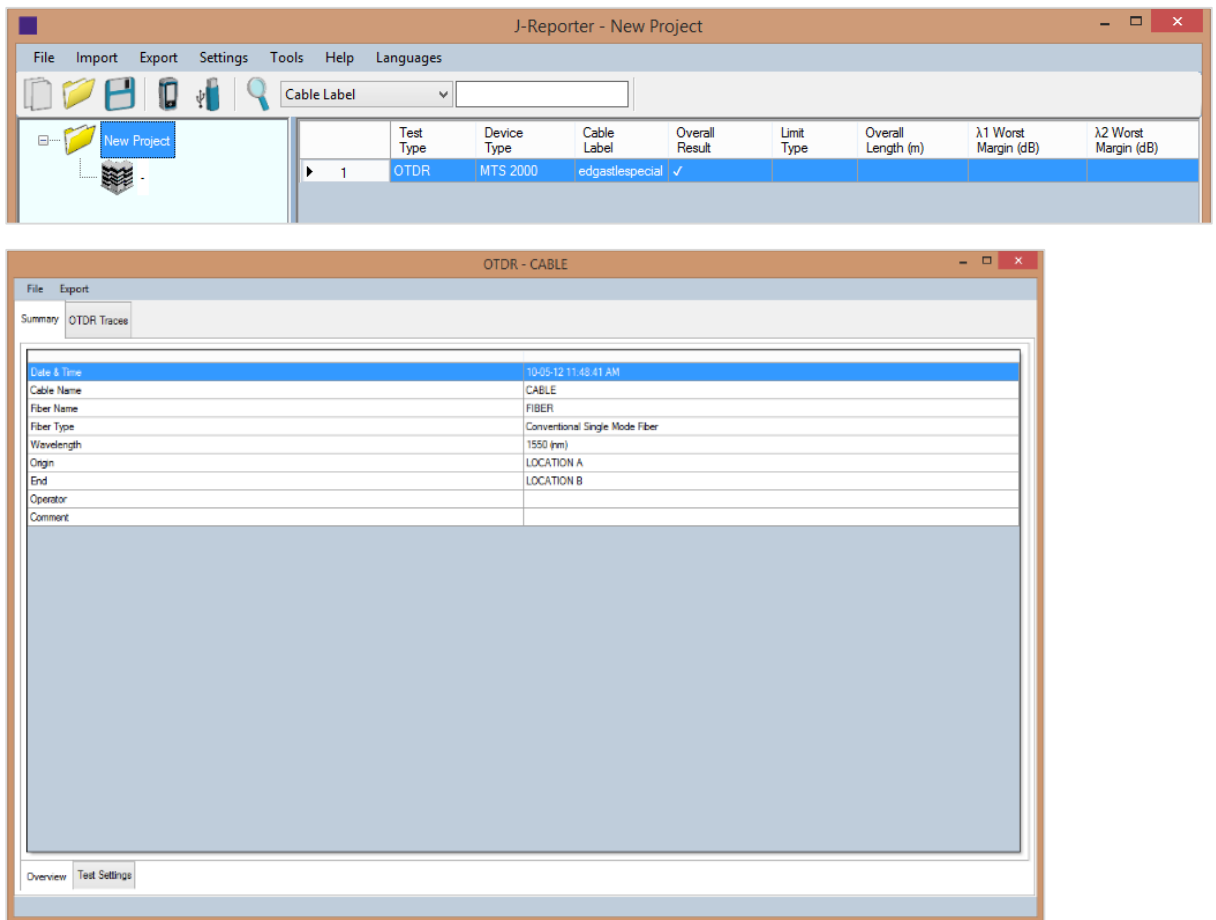 J-Reporter - New Project
File Import Export Settings Tools Help Languages
Cable Label
New Project
-
Test Type Device Type Cable Label Overall Result Limit Type Overall Length (m) λ1 Worst Margin (dB) λ2 Worst Margin (dB)
1 OTDR MTS 2000 edgastlespecial ✓
OTDR - CABLE
File Export
Summary OTDR Traces
Date & Time 10-05-12 11:48:41 AM
Cable Name CABLE
Fiber Name FIBER
Fiber Type Conventional Single Mode Fiber
Wavelength 1550 (nm)
Origin LOCATION A
End LOCATION B
Operator
Comment
Overview Test Settings